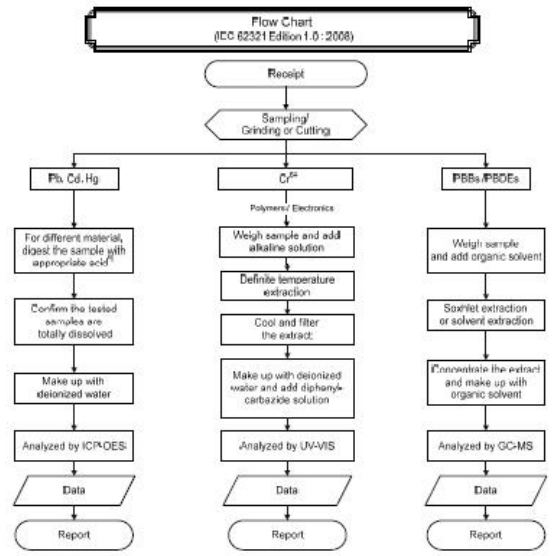 Flow Chart
(IEC 62321 Edition 1.0 : 2008)
Receipt
Sampling/
Grinding or Cutting
Pb, Cd, Hg
For different material,
digest the sample with
appropriate acid
Confirm the tested
samples are
totally dissolved
Make up with
deionized water
Analyzed by ICP-OES
Data
Report
Cr6+
Polymers/ Electronics
Weigh sample and add
alkaline solution
Definite temperature
extraction
Cool and filter
the extract
Make up with deionized
water and add diphenyl-
carbazide solution
Analyzed by UV-VIS
Data
Report
PBBs /PBDEs
Weigh sample
and add organic solvent
Soxhlet extraction
or solvent extraction
Concentrate the extract
and make up with
organic solvent
Analyzed by GC-MS
Data
Report